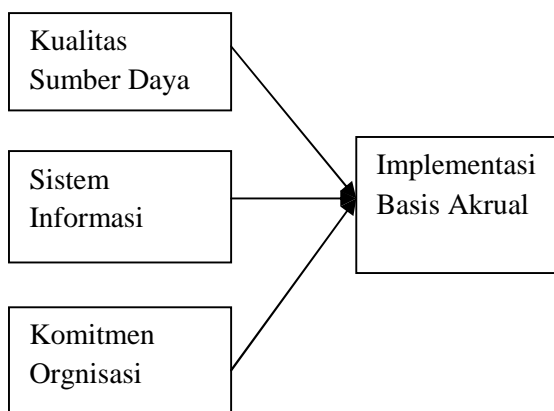 Kualitas
Sumber Daya
Sistem
Informasi
Implementasi
Basis Akrual
Komitmen
Orgnisasi